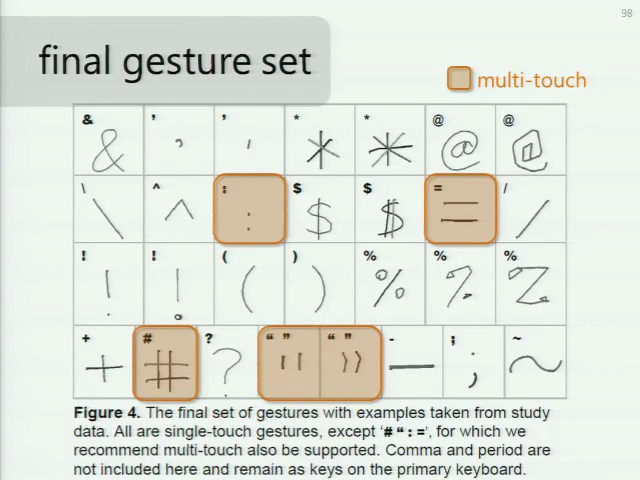 98
final gesture set
multi-touch
& ' ' * * @ @
\ ^ : $ $ = /
! ! ( ) % % %
+ # ? “ ” “ ” - ; ~
Figure 4. The final set of gestures with examples taken from study
data. All are single-touch gestures, except '# “ : =', for which we
recommend multi-touch also be supported. Comma and period are
not included here and remain as keys on the primary keyboard.